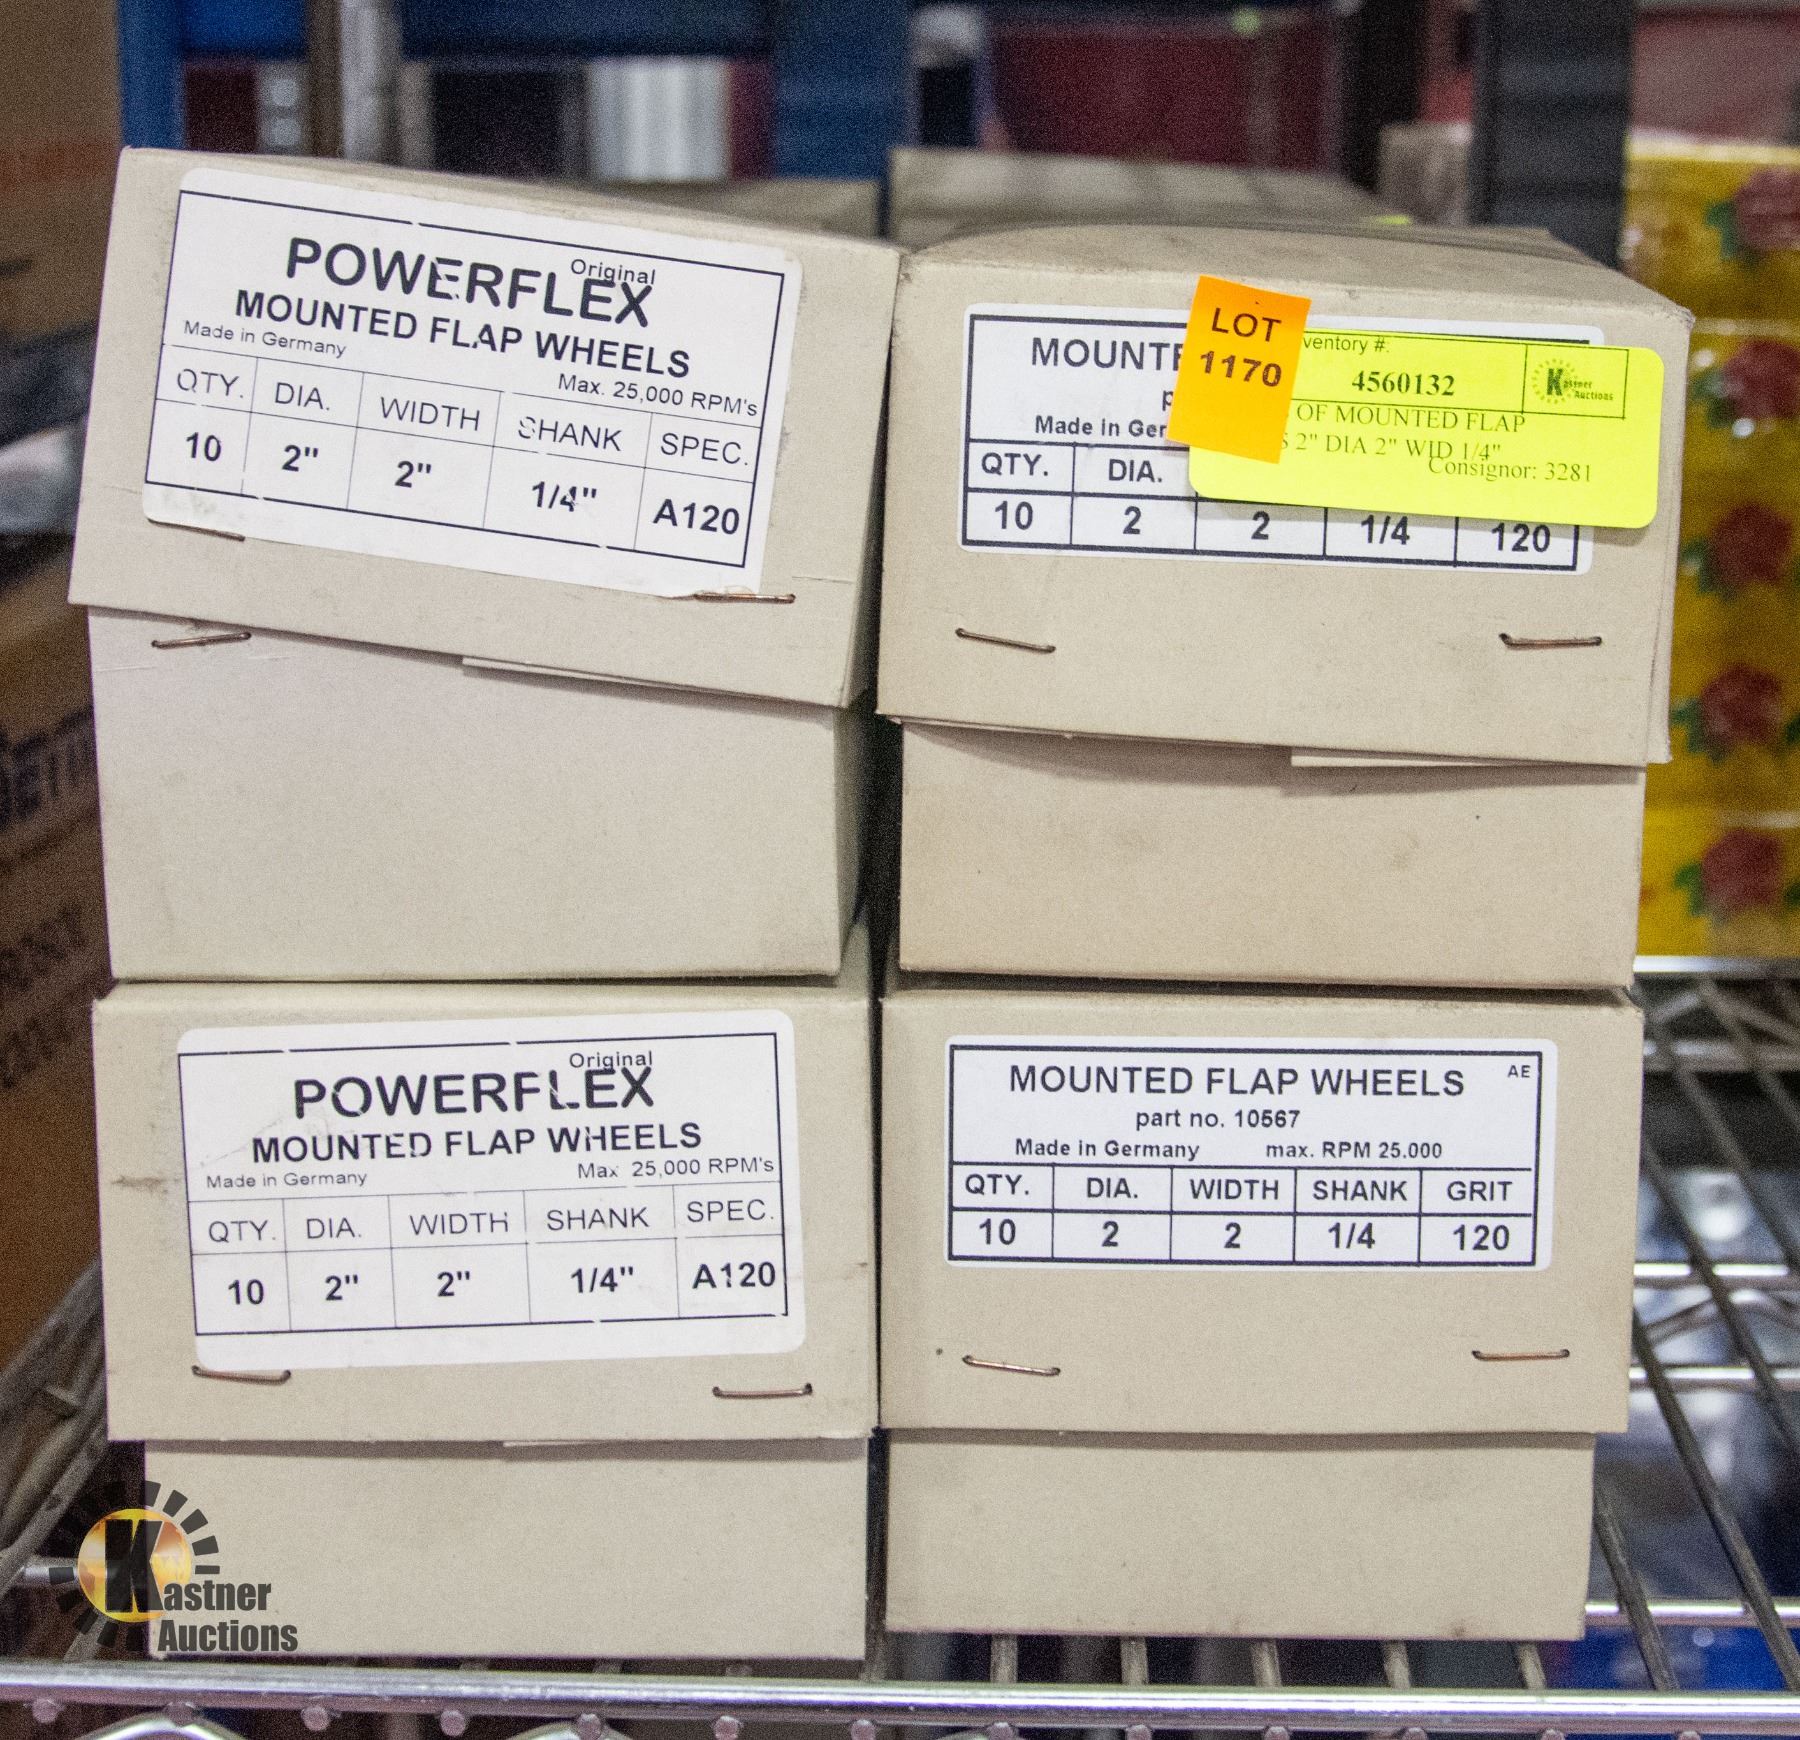 Original
POWERFLEX
MOUNTED FLAP WHEELS
Made in Germany
Max. 25,000 RPM's
QTY. DIA. WIDTH SHANK SPEC.
10 2" 2" 1/4" A120
MOUNTE
p
Made in Ger
QTY. DIA.
10 2 2 1/4 120
LOT
1170
ventory #:
4560132
Kastner
Auctions
OF MOUNTED FLAP
S 2" DIA 2" WID 1/4"
Consignor: 3281
Original
POWERFLEX
MOUNTED FLAP WHEELS
Made in Germany Max 25,000 RPM's
QTY. DIA. WIDTH SHANK SPEC.
10 2" 2" 1/4" A120
MOUNTED FLAP WHEELS AE
part no. 10567
Made in Germany max. RPM 25.000
QTY. DIA. WIDTH SHANK GRIT
10 2 2 1/4 120
Kastner
Auctions